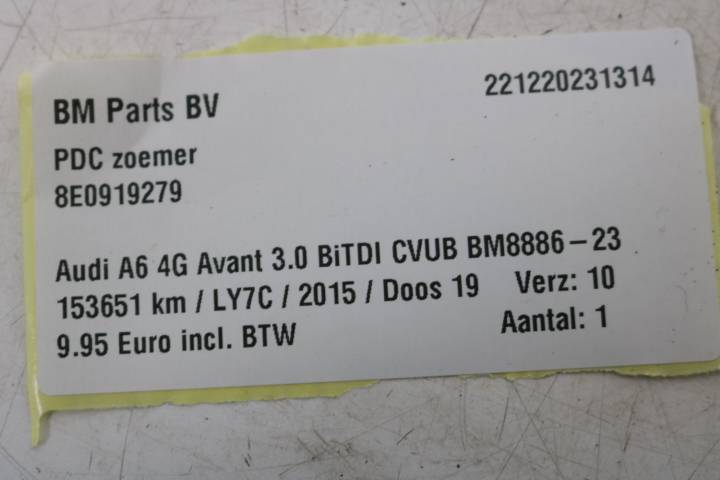 BM Parts BV 221220231314
PDC zoemer
8E0919279
Audi A6 4G Avant 3.0 BiTDI CVUB BM8886-23
153651 km / LY7C / 2015 / Doos 19 Verz: 10
9.95 Euro incl. BTW Aantal: 1